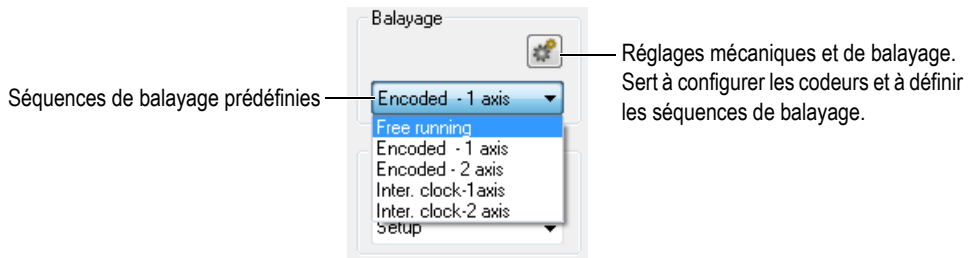 Balayage
Réglages mécaniques et de balayage.
Sert à configurer les codeurs et à définir
les séquences de balayage.
Séquences de balayage prédéfinies
Encoded - 1 axis
Free running
Encoded - 1 axis
Encoded - 2 axis
Inter. clock-1axis
Inter. clock-2 axis
Setup